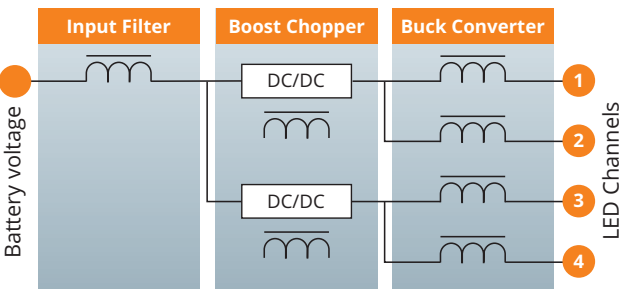 Input Filter
Boost Chopper
Buck Converter
Battery voltage
DC/DC
DC/DC
1
2
3
4
LED Channels